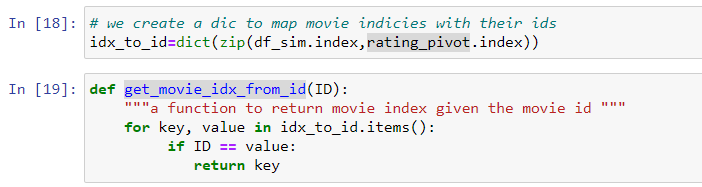 In [18]: # we create a dic to map movie indicies with their ids
idx_to_id=dict(zip(df_sim.index,rating_pivot.index))
In [19]: def get_movie_idx_from_id(ID):
"""a function to return movie index given the movie id """
for key, value in idx_to_id.items():
if ID == value:
return key